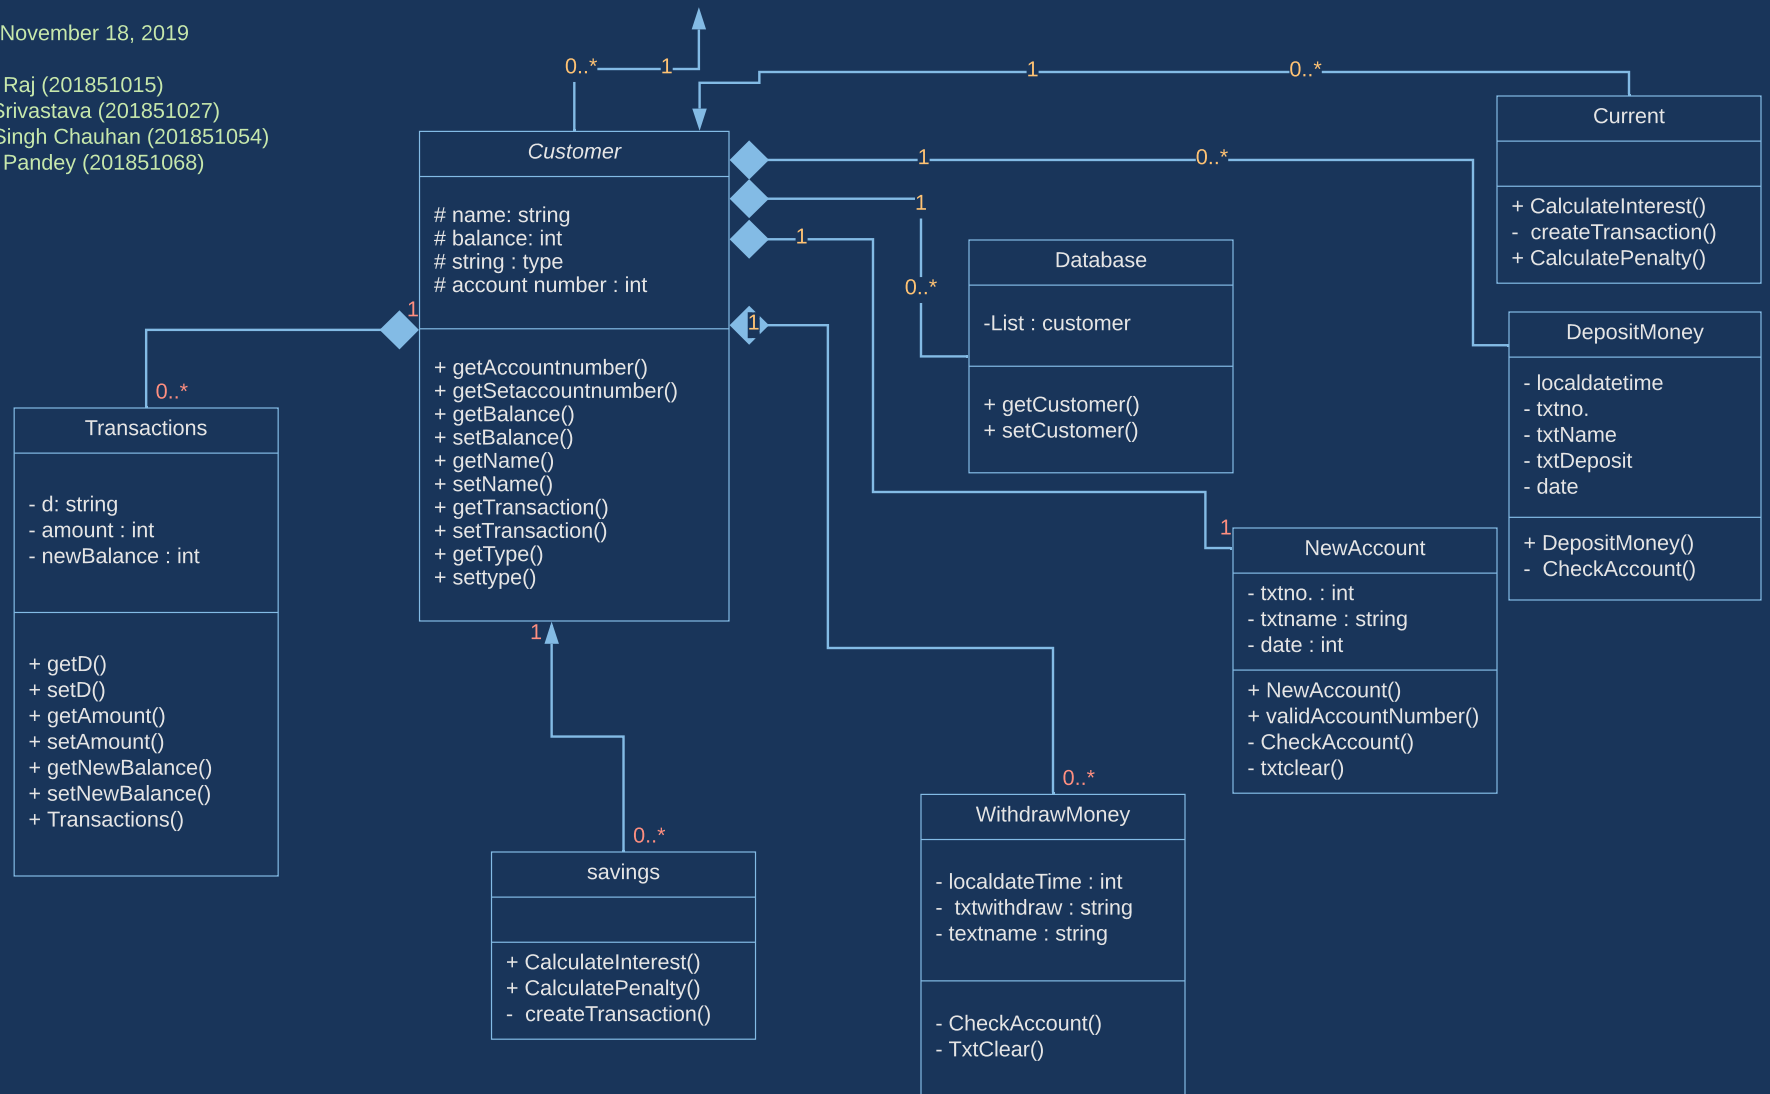 November 18, 2019
Raj (201851015)
Srivastava (201851027)
Singh Chauhan (201851054)
Pandey (201851068)
0..*
1
1
0..*
Customer
# name: string
# balance: int
# string : type
# account number : int
+ getAccountnumber()
+ getSetaccountnumber()
+ getBalance()
+ setBalance()
+ getName()
+ setName()
+ getTransaction()
+ setTransaction()
+ getType()
+ settype()
1
0..*
1
0..*
1
1
1
0..*
Current
+ CalculateInterest()
-  createTransaction()
+ CalculatePenalty()
Database
-List : customer
+ getCustomer()
+ setCustomer()
DepositMoney
- localdatetime
- txtno.
- txtName
- txtDeposit
- date
+ DepositMoney()
-  CheckAccount()
1
0..*
Transactions
- d: string
- amount : int
- newBalance : int
+ getD()
+ setD()
+ getAmount()
+ setAmount()
+ getNewBalance()
+ setNewBalance()
+ Transactions()
NewAccount
- txtno. : int
- txtname : string
- date : int
+ NewAccount()
+ validAccountNumber()
- CheckAccount()
- txtclear()
1
0..*
savings
+ CalculateInterest()
+ CalculatePenalty()
-  createTransaction()
WithdrawMoney
- localdateTime : int
-  txtwithdraw : string
- textname : string
- CheckAccount()
- TxtClear()